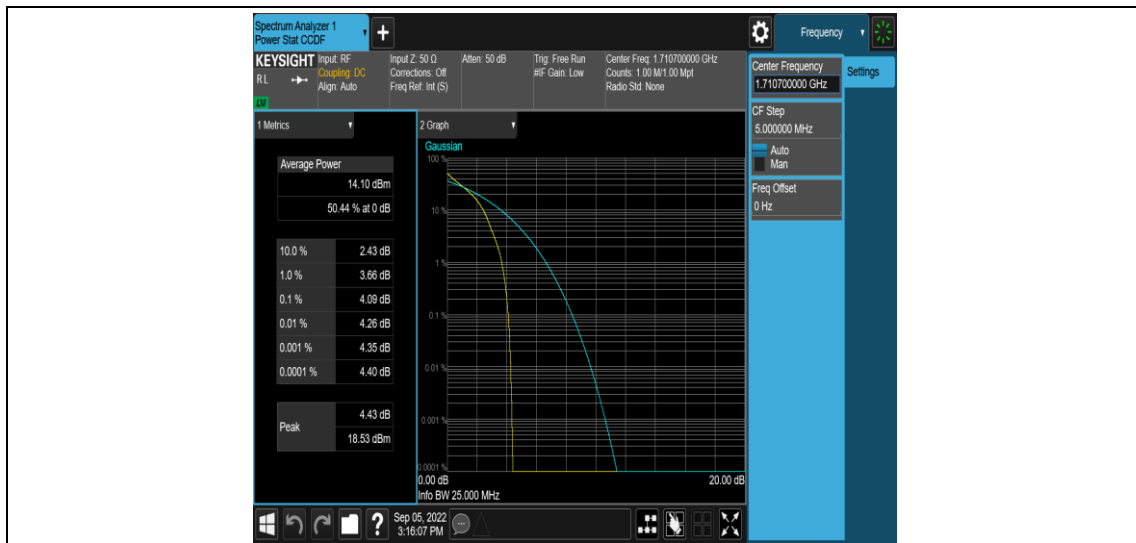 Spectrum Analyzer 1
Power Stat CCDF
+
Frequency
KEYSIGHT
RL
LXI
Input: RF
Coupling: DC
Align: Auto
Input Z: 50 Ω
Corrections: Off
Freq Ref: Int (S)
Atten: 50 dB
Trig: Free Run
#IF Gain: Low
Center Freq: 1.710700000 GHz
Counts: 1.00 M/1.00 Mpt
Radio Std: None
Center Frequency
1.710700000 GHz
Settings
CF Step
5.000000 MHz
Auto
Man
Freq Offset
0 Hz
1 Metrics
Average Power
14.10 dBm
50.44 % at 0 dB
10.0 % 2.43 dB
1.0 % 3.66 dB
0.1 % 4.09 dB
0.01 % 4.26 dB
0.001 % 4.35 dB
0.0001 % 4.40 dB
Peak
4.43 dB
18.53 dBm
2 Graph
Gaussian
100 %
10 %
1 %
0.1 %
0.01 %
0.001 %
0.0001 %
0.00 dB 20.00 dB
Info BW 25.000 MHz
?
Sep 05, 2022
3:16:07 PM